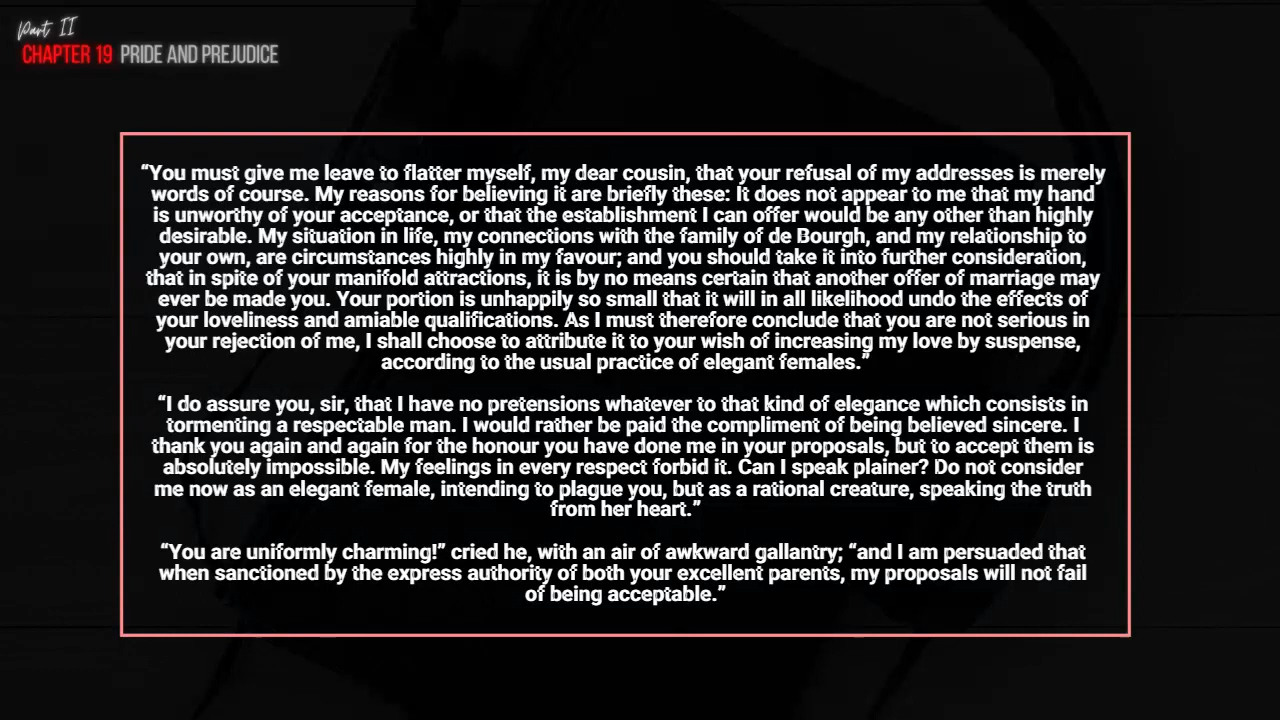 Part II
CHAPTER 19 PRIDE AND PREJUDICE
“You must give me leave to flatter myself, my dear cousin, that your refusal of my addresses is merely
words of course. My reasons for believing it are briefly these: It does not appear to me that my hand
is unworthy of your acceptance, or that the establishment I can offer would be any other than highly
desirable. My situation in life, my connections with the family of de Bourgh, and my relationship to
your own, are circumstances highly in my favour; and you should take it into further consideration,
that in spite of your manifold attractions, it is by no means certain that another offer of marriage may
ever be made you. Your portion is unhappily so small that it will in all likelihood undo the effects of
your loveliness and amiable qualifications. As I must therefore conclude that you are not serious in
your rejection of me, I shall choose to attribute it to your wish of increasing my love by suspense,
according to the usual practice of elegant females.”
“I do assure you, sir, that I have no pretensions whatever to that kind of elegance which consists in
tormenting a respectable man. I would rather be paid the compliment of being believed sincere. I
thank you again and again for the honour you have done me in your proposals, but to accept them is
absolutely impossible. My feelings in every respect forbid it. Can I speak plainer? Do not consider
me now as an elegant female, intending to plague you, but as a rational creature, speaking the truth
from her heart.”
“You are uniformly charming!” cried he, with an air of awkward gallantry; “and I am persuaded that
when sanctioned by the express authority of both your excellent parents, my proposals will not fail
of being acceptable.”